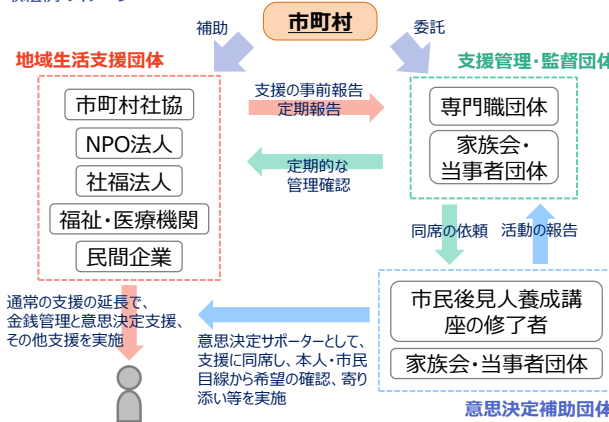 市町村
補助
委託
地域生活支援団体
支援管理・監督団体
市町村社協
NPO法人
社福法人
福祉・医療機関
民間企業
支援の事前報告
定期報告
定期的な
管理確認
専門職団体
家族会・
当事者団体
同席の依頼
活動の報告
通常の支援の延長で、
金銭管理と意思決定支援、
その他支援を実施
意思決定サポーターとして、
支援に同席し、本人・市民
目線から希望の確認、寄り
添い等を実施
市民後見人養成講
座の修了者
家族会・当事者団体
意思決定補助団体